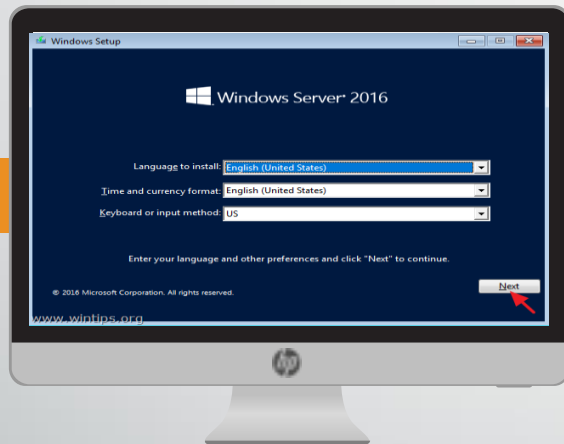 Windows Setup
Windows Server 2016
Language to install: English (United States)
Time and currency format: English (United States)
Keyboard or input method: US
Enter your language and other preferences and click "Next" to continue.
© 2016 Microsoft Corporation. All rights reserved.
Next
www.wintips.org
hp